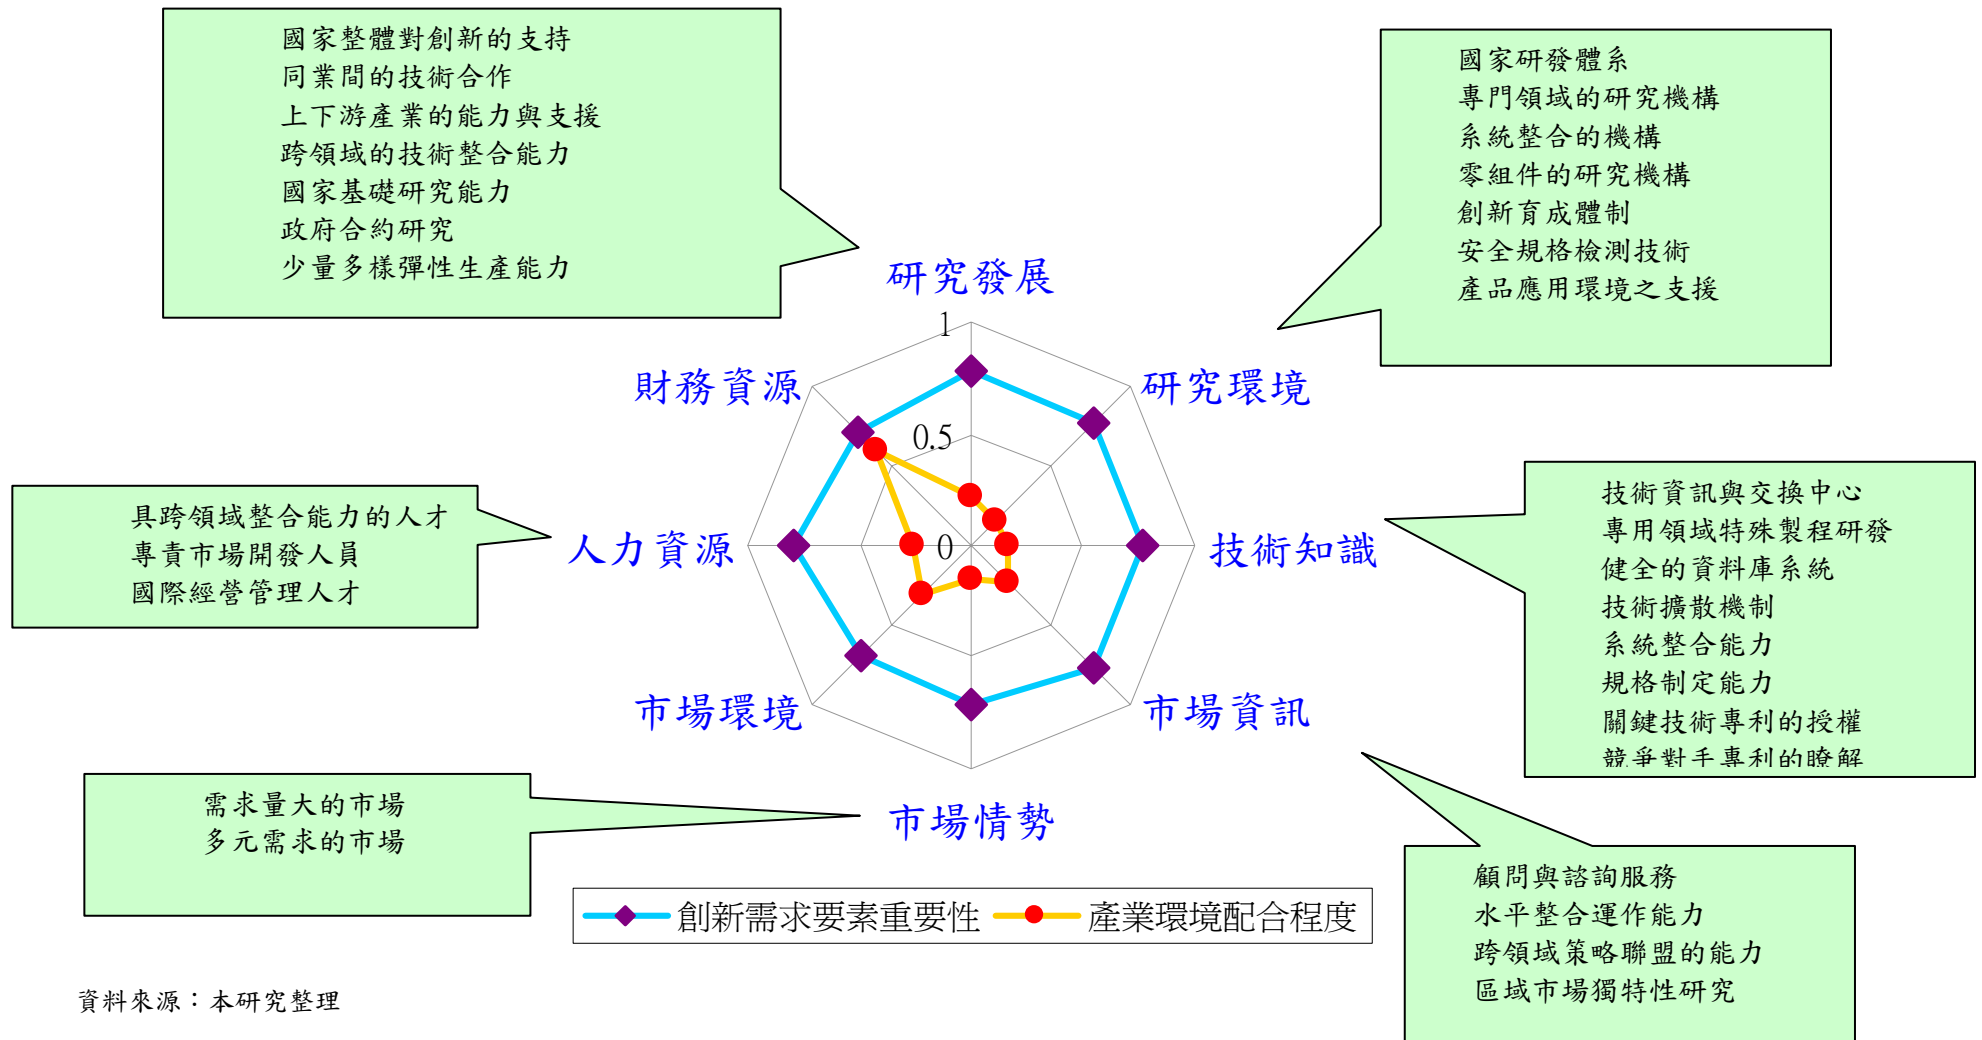 國家整體對創新的支持
同業間的技術合作
上下游產業的能力與支援
跨領域的技術整合能力
國家基礎研究能力
政府合約研究
少量多樣彈性生產能力
國家研發體系
專門領域的研究機構
系統整合的機構
零組件的研究機構
創新育成體制
安全規格檢測技術
產品應用環境之支援
研究發展
1
財務資源
研究環境
0.5
具跨領域整合能力的人才
專責市場開發人員
國際經營管理人才
人力資源
0
技術知識
技術資訊與交換中心
專用領域特殊製程研發
健全的資料庫系統
技術擴散機制
系統整合能力
規格制定能力
關鍵技術專利的授權
競爭對手專利的瞭解
市場環境
市場資訊
需求量大的市場
多元需求的市場
市場情勢
顧問與諮詢服務
水平整合運作能力
跨領域策略聯盟的能力
區域市場獨特性研究
創新需求要素重要性
產業環境配合程度
資料來源：本研究整理